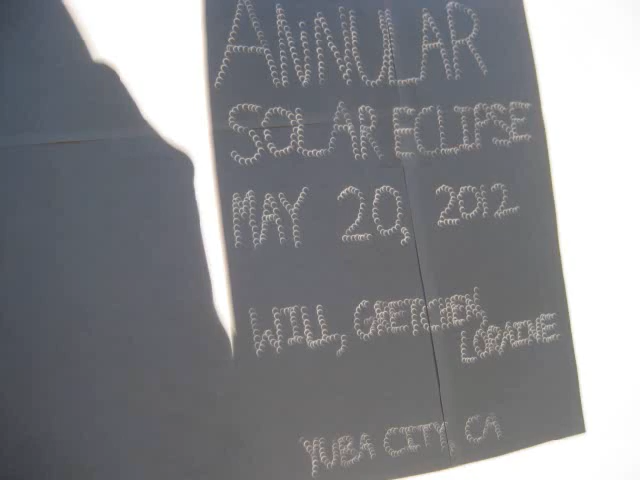 ANNULAR
SOLAR ECLIPSE
MAY 20, 2012
WILL, GRETCHEN,
LORAINE
YUBA CITY, CA